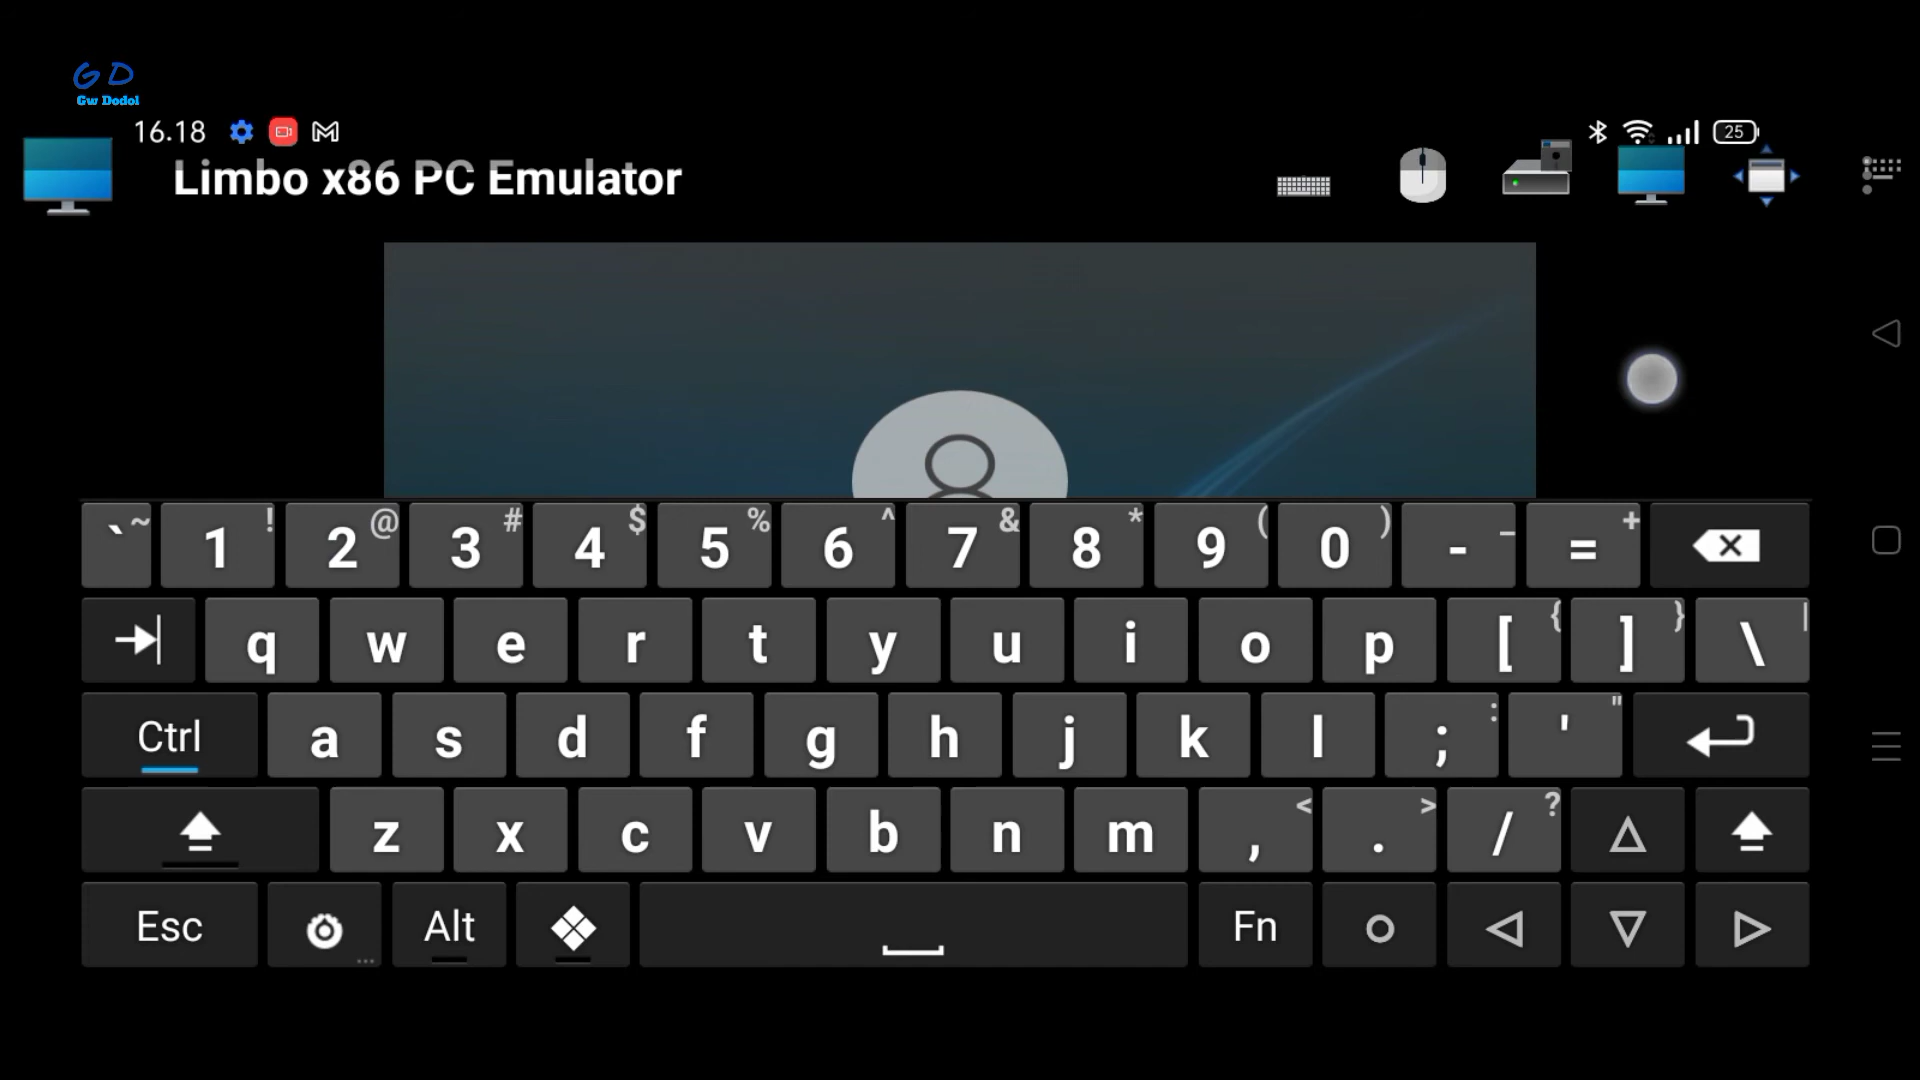 G D
Gw Dodol
16.18
25
Limbo x86 PC Emulator
` ~ 1 ! 2 @ 3 # 4 $ 5 % 6 ^ 7 & 8 * 9 ( 0 ) - _ = +
q w e r t y u i o p [ { ] } \ |
Ctrl a s d f g h j k l ; : ' "
z x c v b n m , < . > / ?
Esc ... Alt Fn